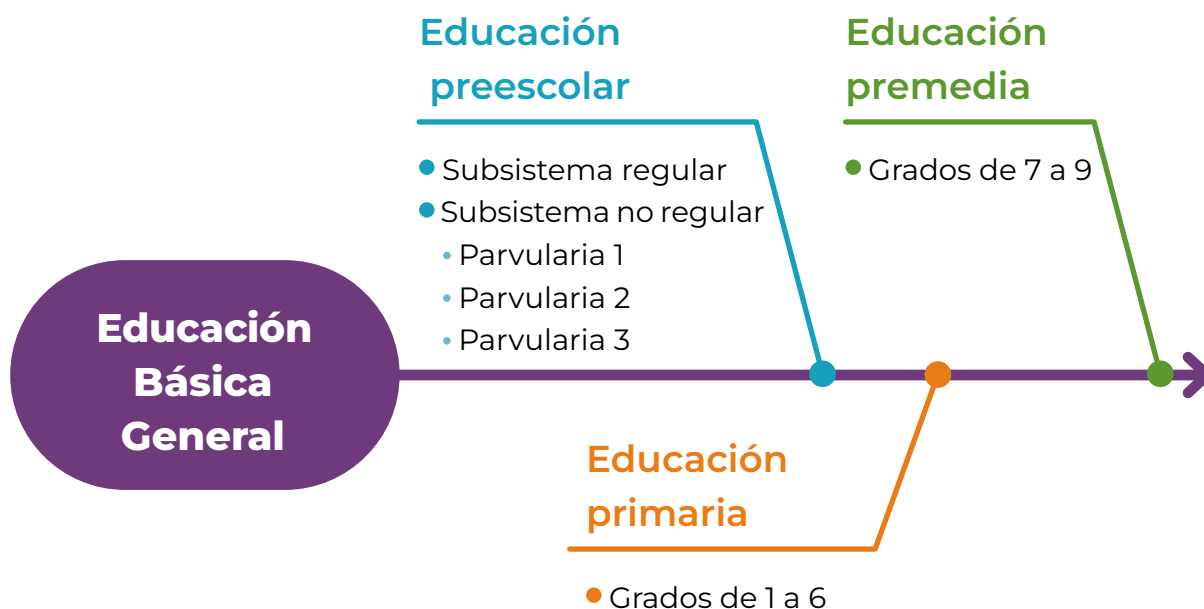 Educación
Básica
General
Educación
preescolar
Subsistema regular
Subsistema no regular
Parvularia 1
Parvularia 2
Parvularia 3
Educación
primaria
Grados de 1 a 6
Educación
premedia
Grados de 7 a 9